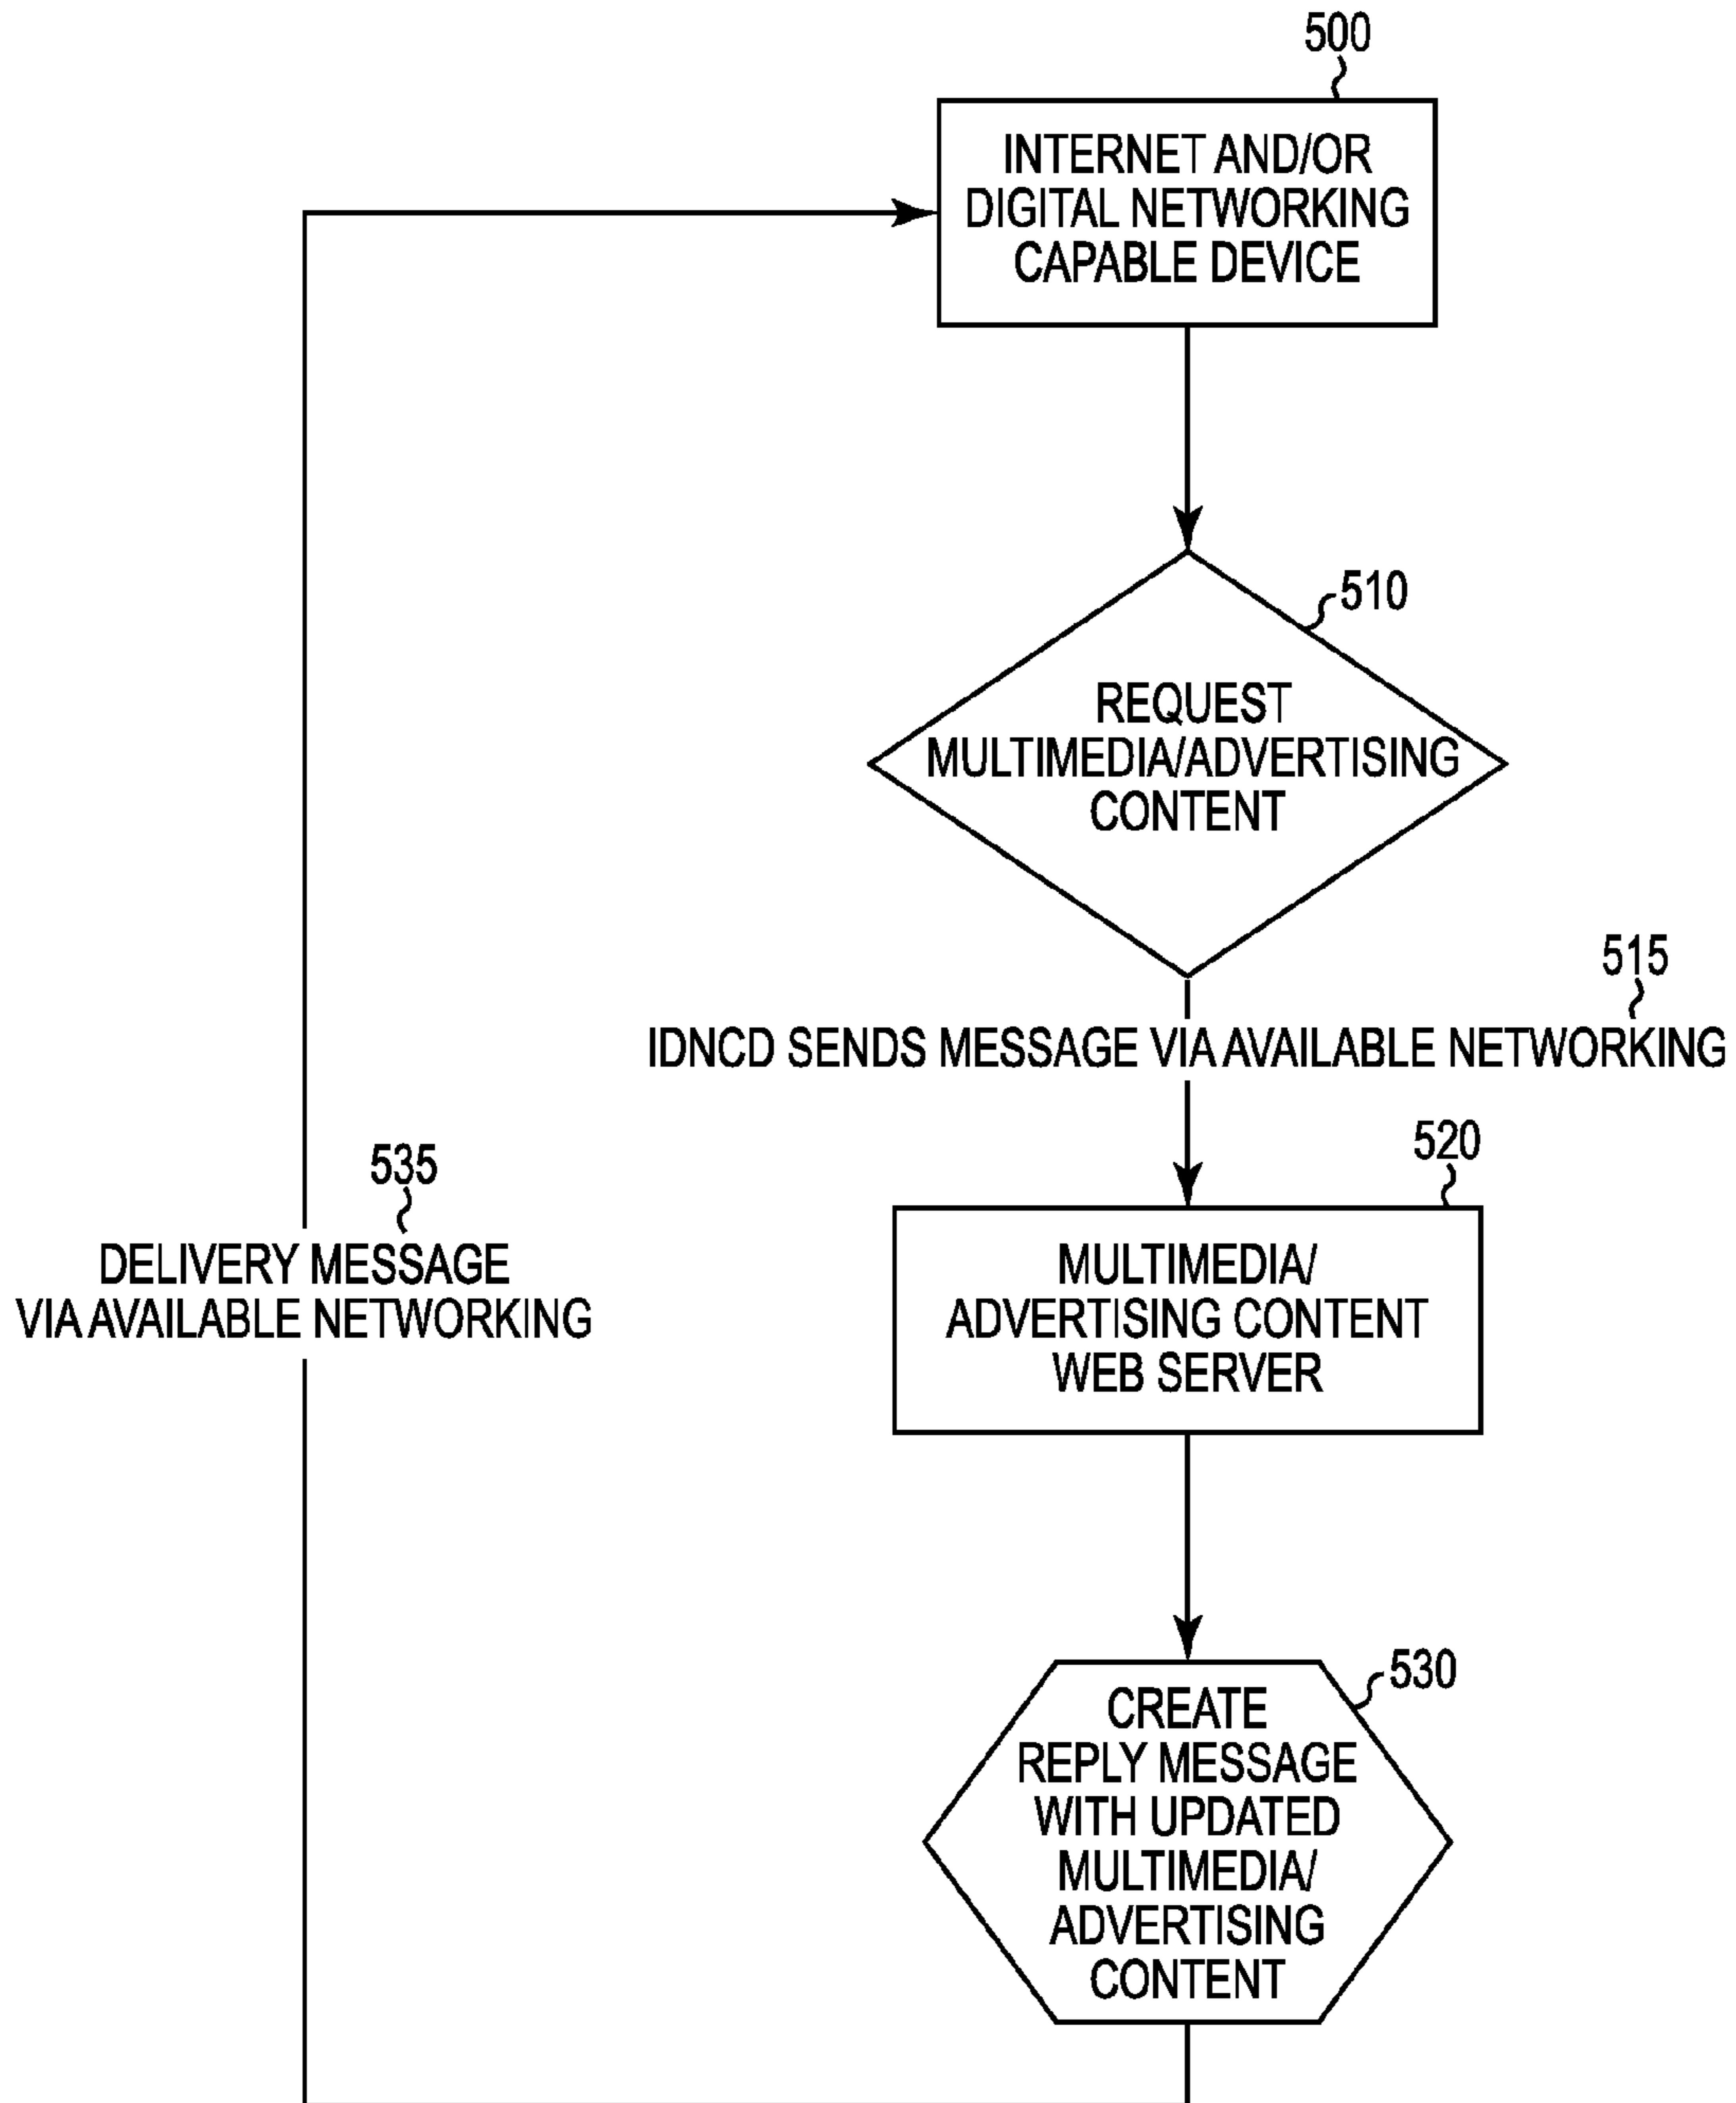 500
INTERNET AND/OR
DIGITAL NETWORKING
CAPABLE DEVICE
510
REQUEST
MULTIMEDIA/ADVERTISING
CONTENT
515
IDNCD SENDS MESSAGE VIA AVAILABLE NETWORKING
520
MULTIMEDIA/
ADVERTISING CONTENT
WEB SERVER
530
CREATE
REPLY MESSAGE
WITH UPDATED
MULTIMEDIA/
ADVERTISING
CONTENT
535
DELIVERY MESSAGE
VIA AVAILABLE NETWORKING